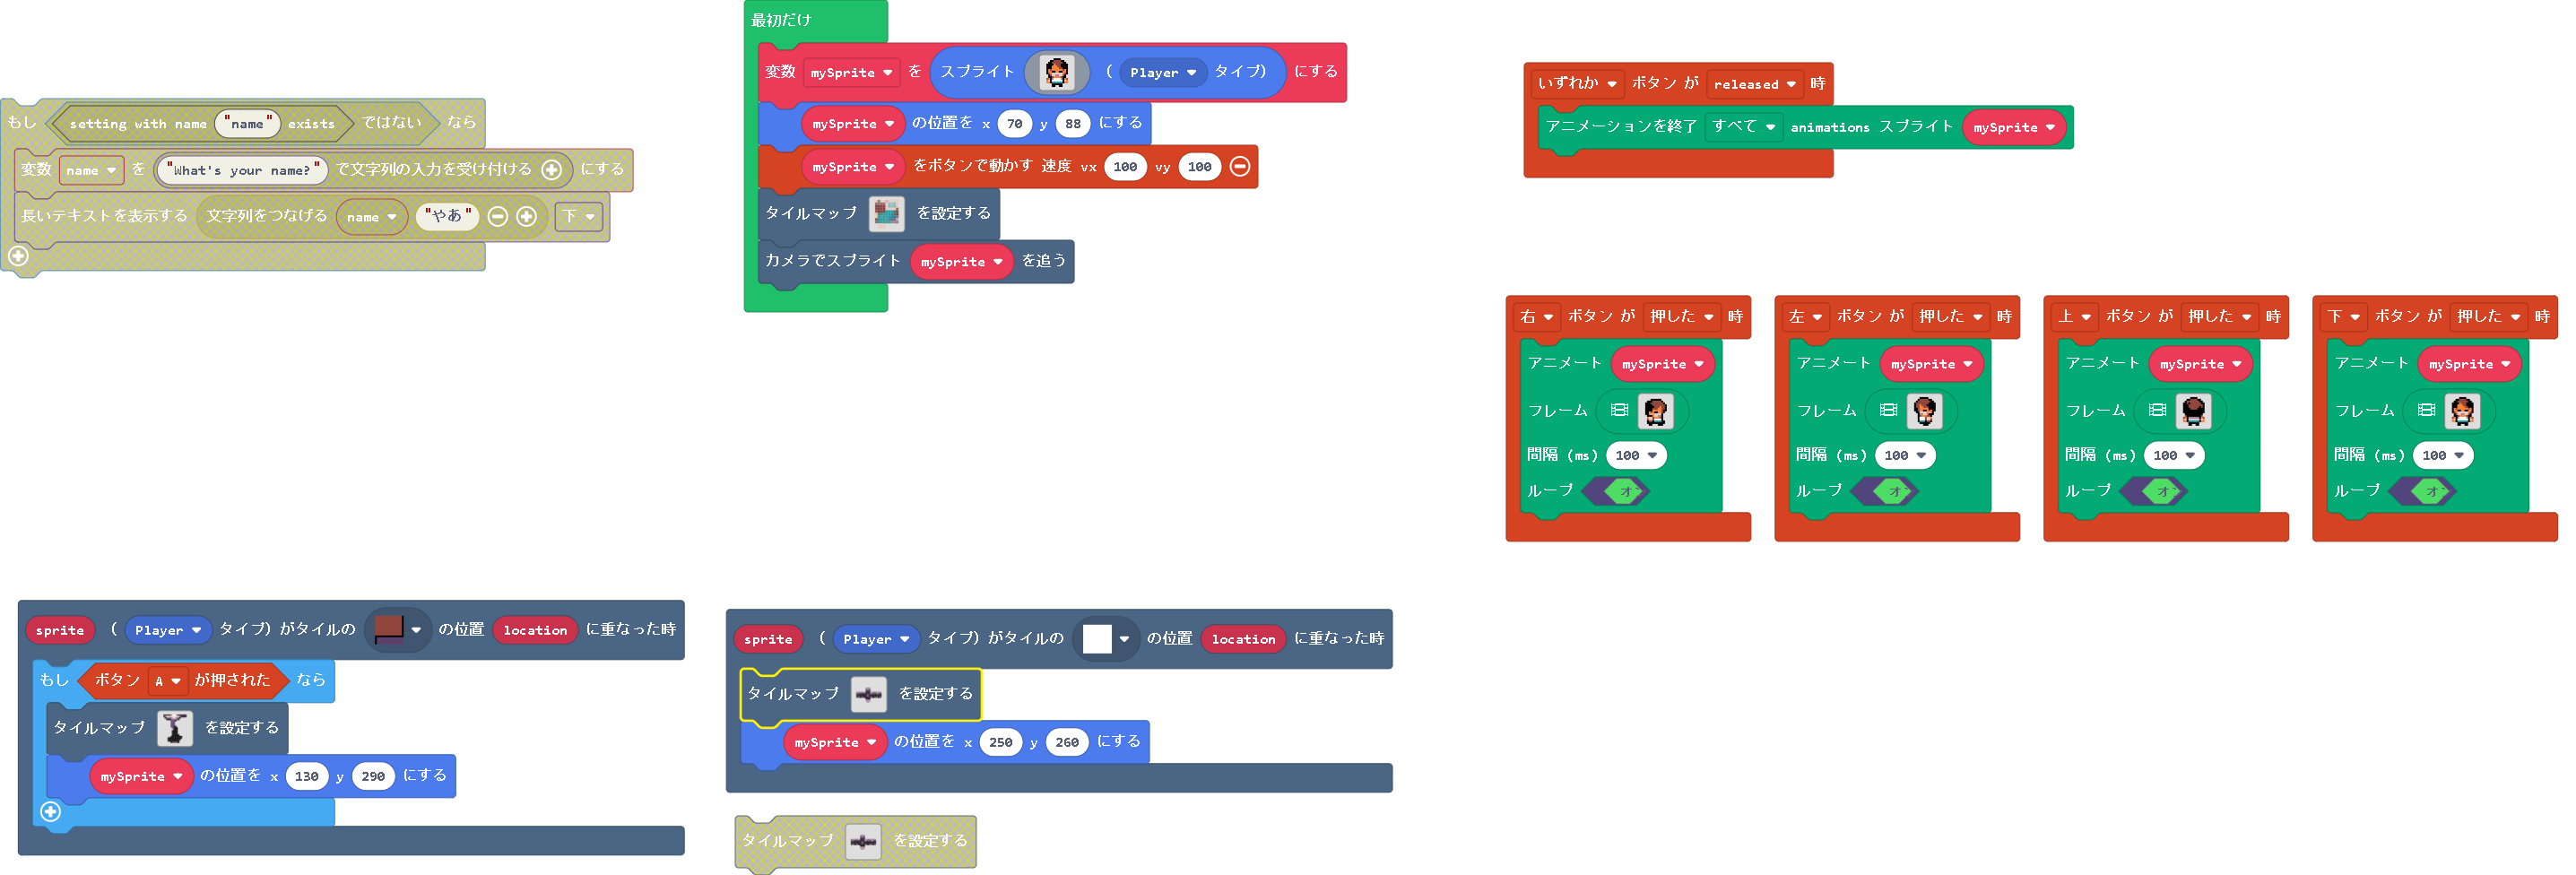 もし setting with name "name" exists ではない なら
変数 name を "What's your name?" で文字列の入力を受け付ける にする
長いテキストを表示する 文字列をつなげる name "やあ" 下
最初だけ
変数 mySprite を スプライト ( Player タイプ) にする
mySprite の位置を x 70 y 88 にする
mySprite をボタンで動かす 速度 vx 100 vy 100
タイルマップ を設定する
カメラでスプライト mySprite を追う
いずれか ボタン が released 時
アニメーションを終了 すべて animations スプライト mySprite
右 ボタン が 押した 時
アニメート mySprite
フレーム
間隔 (ms) 100
ループ オ
左 ボタン が 押した 時
アニメート mySprite
フレーム
間隔 (ms) 100
ループ オ
上 ボタン が 押した 時
アニメート mySprite
フレーム
間隔 (ms) 100
ループ オ
下 ボタン が 押した 時
アニメート mySprite
フレーム
間隔 (ms) 100
ループ オ
sprite ( Player タイプ) がタイルの の位置 location に重なった時
もし ボタン A が押された なら
タイルマップ を設定する
mySprite の位置を x 130 y 290 にする
sprite ( Player タイプ) がタイルの の位置 location に重なった時
タイルマップ を設定する
mySprite の位置を x 250 y 260 にする
タイルマップ を設定する